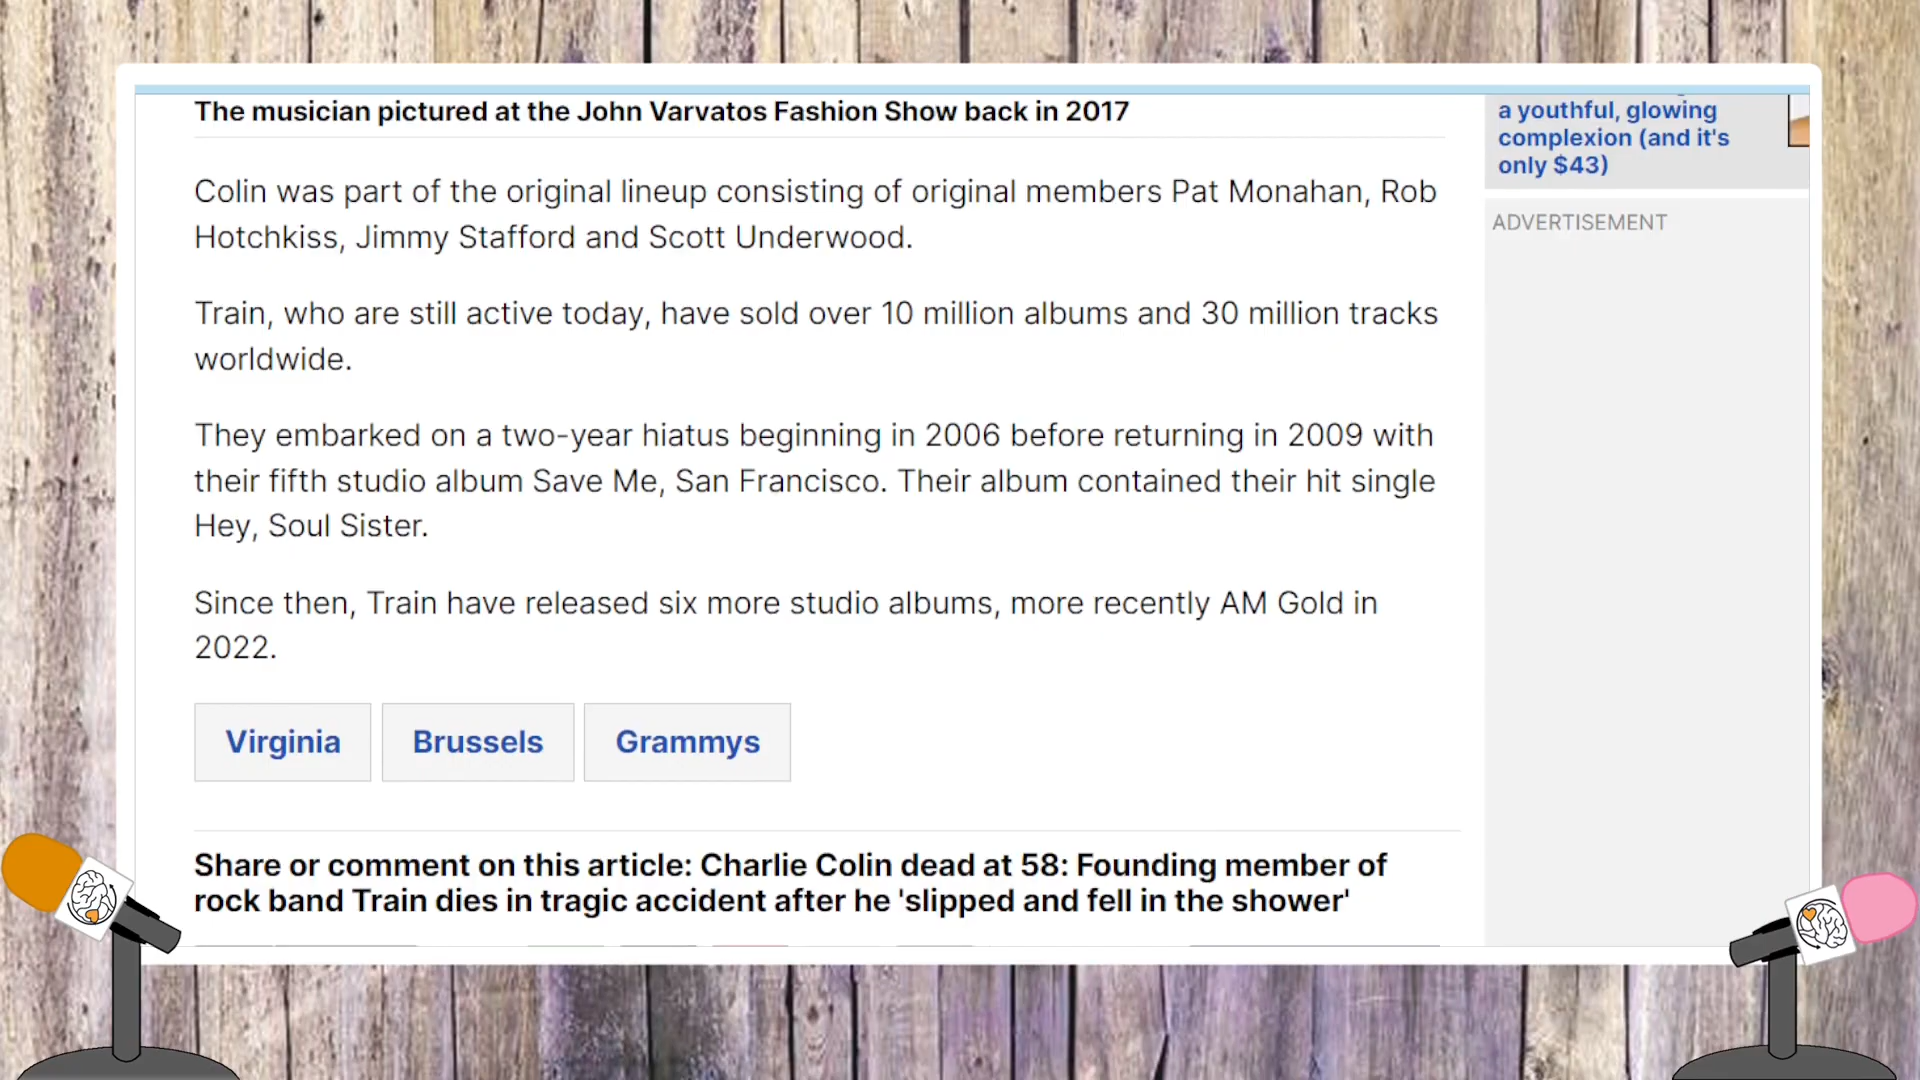 The musician pictured at the John Varvatos Fashion Show back in 2017
Colin was part of the original lineup consisting of original members Pat Monahan, Rob
Hotchkiss, Jimmy Stafford and Scott Underwood.
Train, who are still active today, have sold over 10 million albums and 30 million tracks
worldwide.
They embarked on a two-year hiatus beginning in 2006 before returning in 2009 with
their fifth studio album Save Me, San Francisco. Their album contained their hit single
Hey, Soul Sister.
Since then, Train have released six more studio albums, more recently AM Gold in
2022.
Virginia
Brussels
Grammys
Share or comment on this article: Charlie Colin dead at 58: Founding member of
rock band Train dies in tragic accident after he 'slipped and fell in the shower'
a youthful, glowing
complexion (and it's
only $43)
ADVERTISEMENT